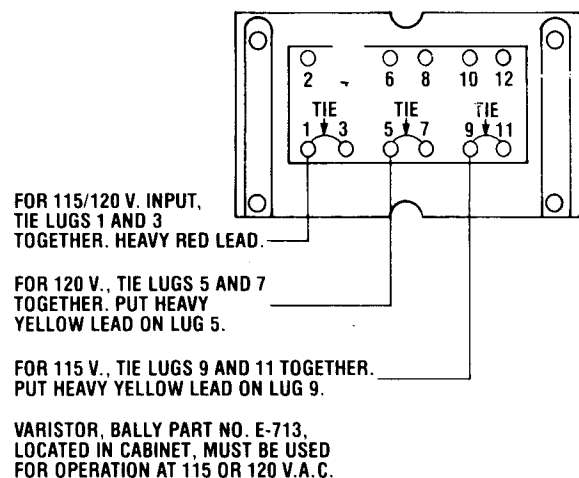 2 6 8 10 12
TIE TIE TIE
1 3 5 7 9 11
FOR 115/120 V. INPUT,
TIE LUGS 1 AND 3
TOGETHER. HEAVY RED LEAD.
FOR 120 V., TIE LUGS 5 AND 7
TOGETHER. PUT HEAVY
YELLOW LEAD ON LUG 5.
FOR 115 V., TIE LUGS 9 AND 11 TOGETHER.
PUT HEAVY YELLOW LEAD ON LUG 9.
VARISTOR, BALLY PART NO. E-713,
LOCATED IN CABINET, MUST BE USED
FOR OPERATION AT 115 OR 120 V.A.C.